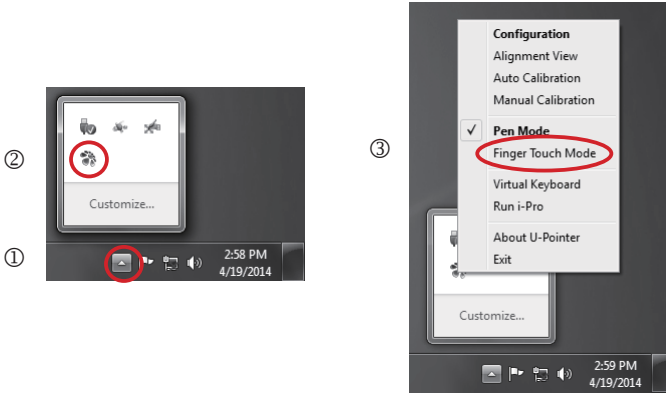 ②
Customize...
①
2:58 PM
4/19/2014
③
Configuration
Alignment View
Auto Calibration
Manual Calibration
✓ Pen Mode
Finger Touch Mode
Virtual Keyboard
Run i-Pro
About U-Pointer
Exit
Customize...
2:59 PM
4/19/2014